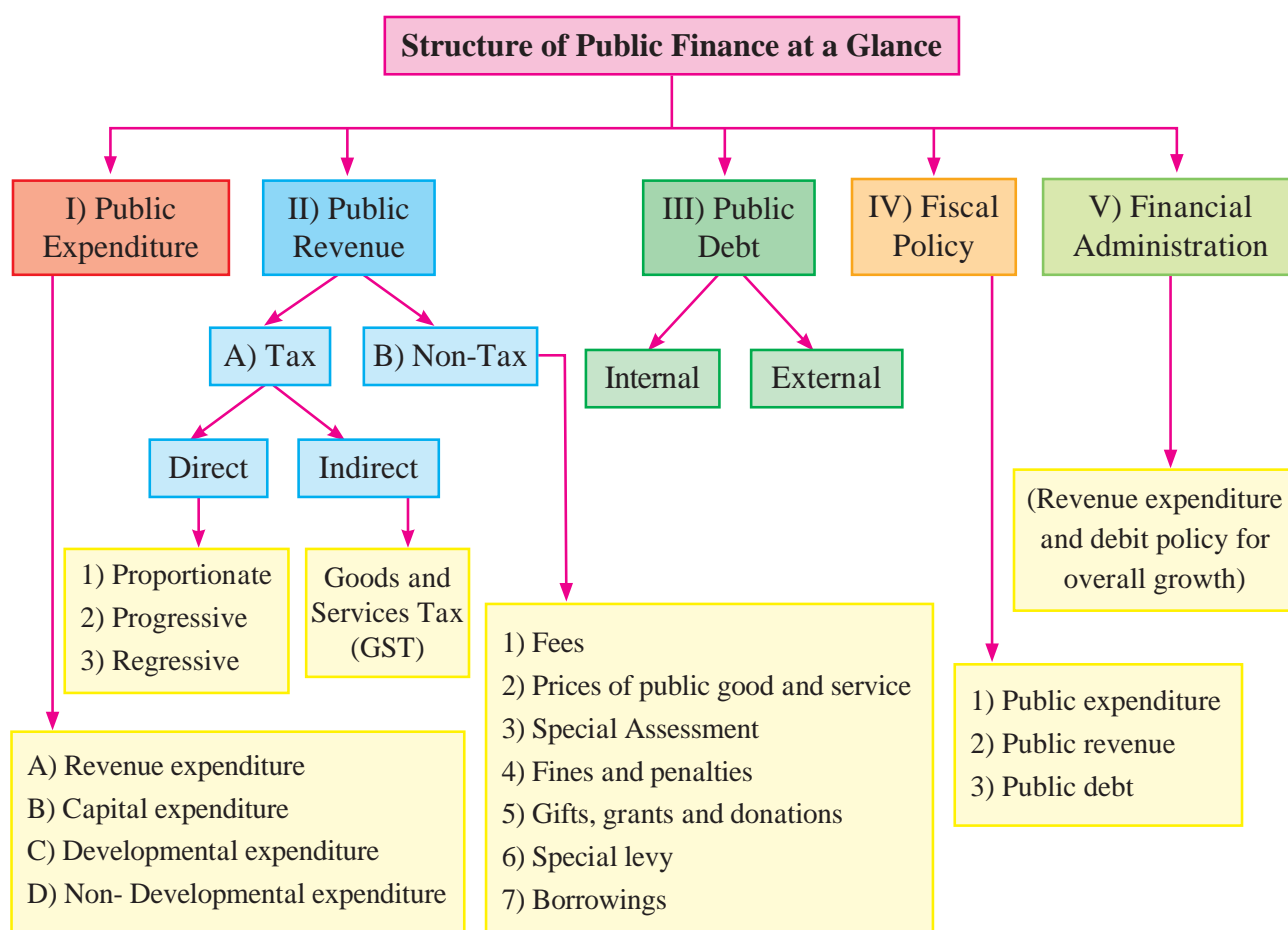 Structure of Public Finance at a Glance
I) Public
Expenditure
II) Public
Revenue
III) Public
Debt
IV) Fiscal
Policy
V) Financial
Administration
A) Tax
B) Non-Tax
Internal
External
Direct
Indirect
1) Proportionate
2) Progressive
3) Regressive
Goods and
Services Tax
(GST)
(Revenue expenditure
and debit policy for
overall growth)
A) Revenue expenditure
B) Capital expenditure
C) Developmental expenditure
D) Non- Developmental expenditure
1) Fees
2) Prices of public good and service
3) Special Assessment
4) Fines and penalties
5) Gifts, grants and donations
6) Special levy
7) Borrowings
1) Public expenditure
2) Public revenue
3) Public debt